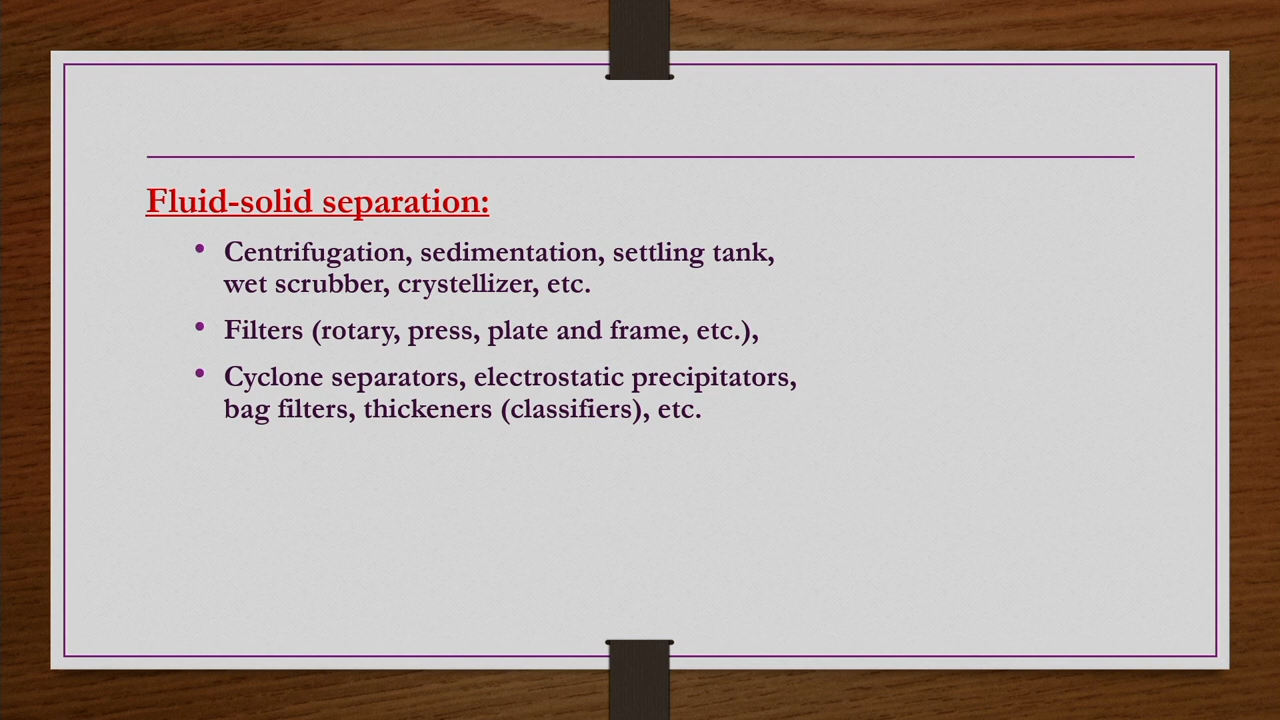 Fluid-solid separation:
• Centrifugation, sedimentation, settling tank,
wet scrubber, crystellizer, etc.
• Filters (rotary, press, plate and frame, etc.),
• Cyclone separators, electrostatic precipitators,
bag filters, thickeners (classifiers), etc.